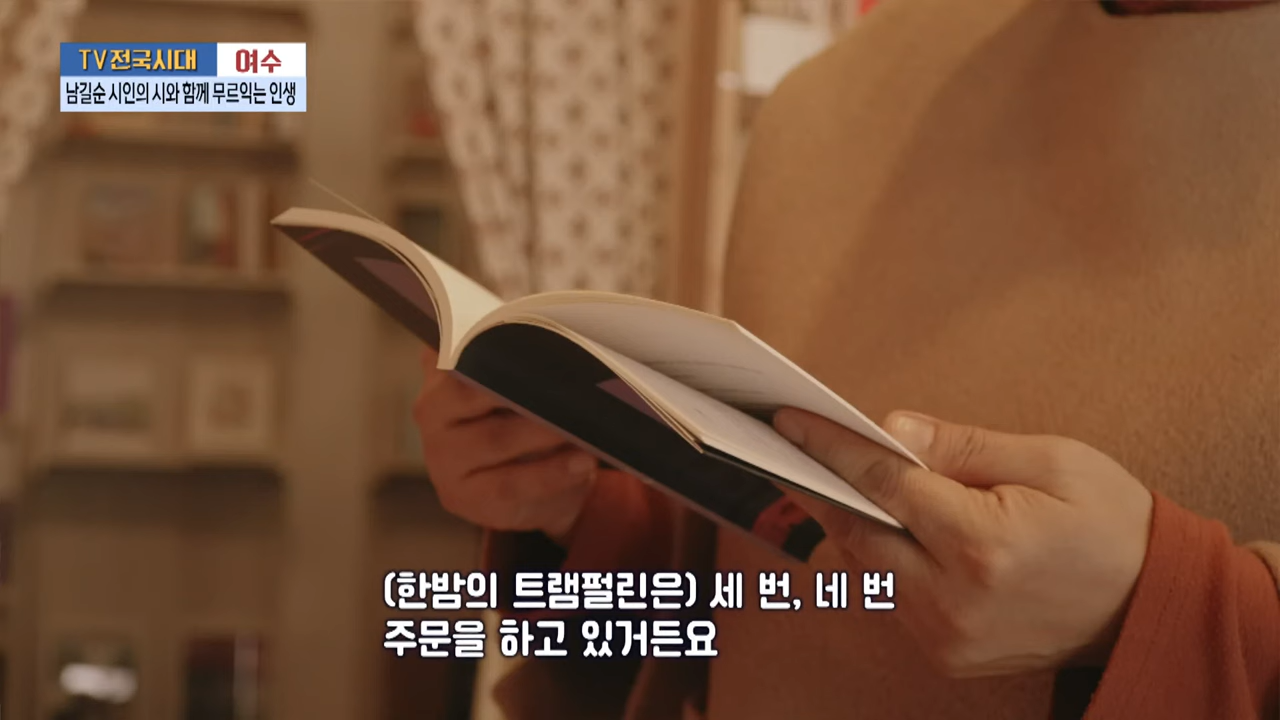 TV전국시대 여수
남길순 시인의 시와 함께 무르익는 인생
(한밤의 트램펄린은) 세 번, 네 번
주문을 하고 있거든요